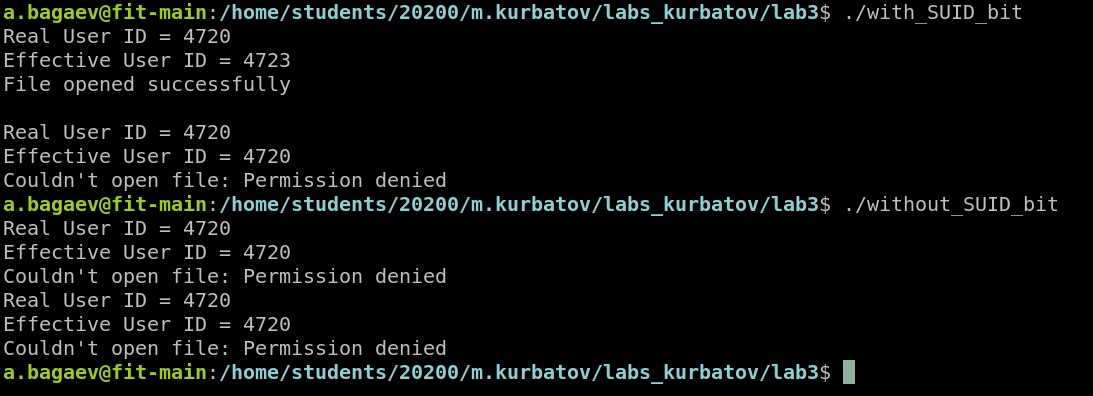 a.bagaev@fit-main:/home/students/20200/m.kurbatov/labs_kurbatov/lab3$ ./with_SUID_bit
Real User ID = 4720
Effective User ID = 4723
File opened successfully
Real User ID = 4720
Effective User ID = 4720
Couldn't open file: Permission denied
a.bagaev@fit-main:/home/students/20200/m.kurbatov/labs_kurbatov/lab3$ ./without_SUID_bit
Real User ID = 4720
Effective User ID = 4720
Couldn't open file: Permission denied
Real User ID = 4720
Effective User ID = 4720
Couldn't open file: Permission denied
a.bagaev@fit-main:/home/students/20200/m.kurbatov/labs_kurbatov/lab3$